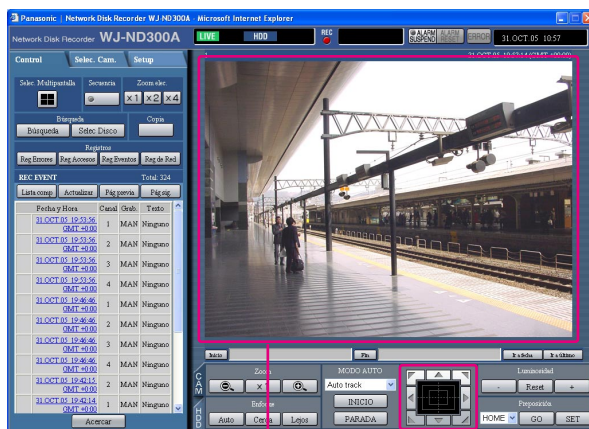 Panasonic | Network Disk Recorder WJ-ND300A - Microsoft Internet Explorer
Network Disk Recorder WJ-ND300A
LIVE HDD REC ALARM SUSPEND ALARM RESET ERROR 31.OCT.05 10:57
Control Selec. Cam. Setup
Selec. Multipantalla Secuencia Zoom elec.
x1 x2 x4
Búsqueda Copia
Búsqueda Selec Disco
Registros
Reg Errores Reg Accesos Reg Eventos Reg de Red
REC EVENT Total: 324
Lista comp Actualizar Pág previa Pág sig.
Fecha y Hora Canal Grab. Texto
31.OCT.05 19:53:56 GMT +0:00 1 MAN Ninguno
31.OCT.05 19:53:56 GMT +0:00 2 MAN Ninguno
31.OCT.05 19:53:56 GMT +0:00 3 MAN Ninguno
31.OCT.05 19:53:56 GMT +0:00 4 MAN Ninguno
31.OCT.05 19:46:46 GMT +0:00 1 MAN Ninguno
31.OCT.05 19:46:46 GMT +0:00 2 MAN Ninguno
31.OCT.05 19:46:46 GMT +0:00 3 MAN Ninguno
31.OCT.05 19:46:46 GMT +0:00 4 MAN Ninguno
31.OCT.05 19:42:15 GMT +0:00 2 MAN Ninguno
31.OCT.05 19:42:14 GMT +0:00 1 MAN Ninguno
Acercar
Inicio Fin Ir a fecha Ir a último
CAM
Zoom MODO AUTO Luminosidad
x1 Auto track - Reset +
HDD
Enfoque INICIO Preposición
Auto Cerca Lejos PARADA HOME GO SET